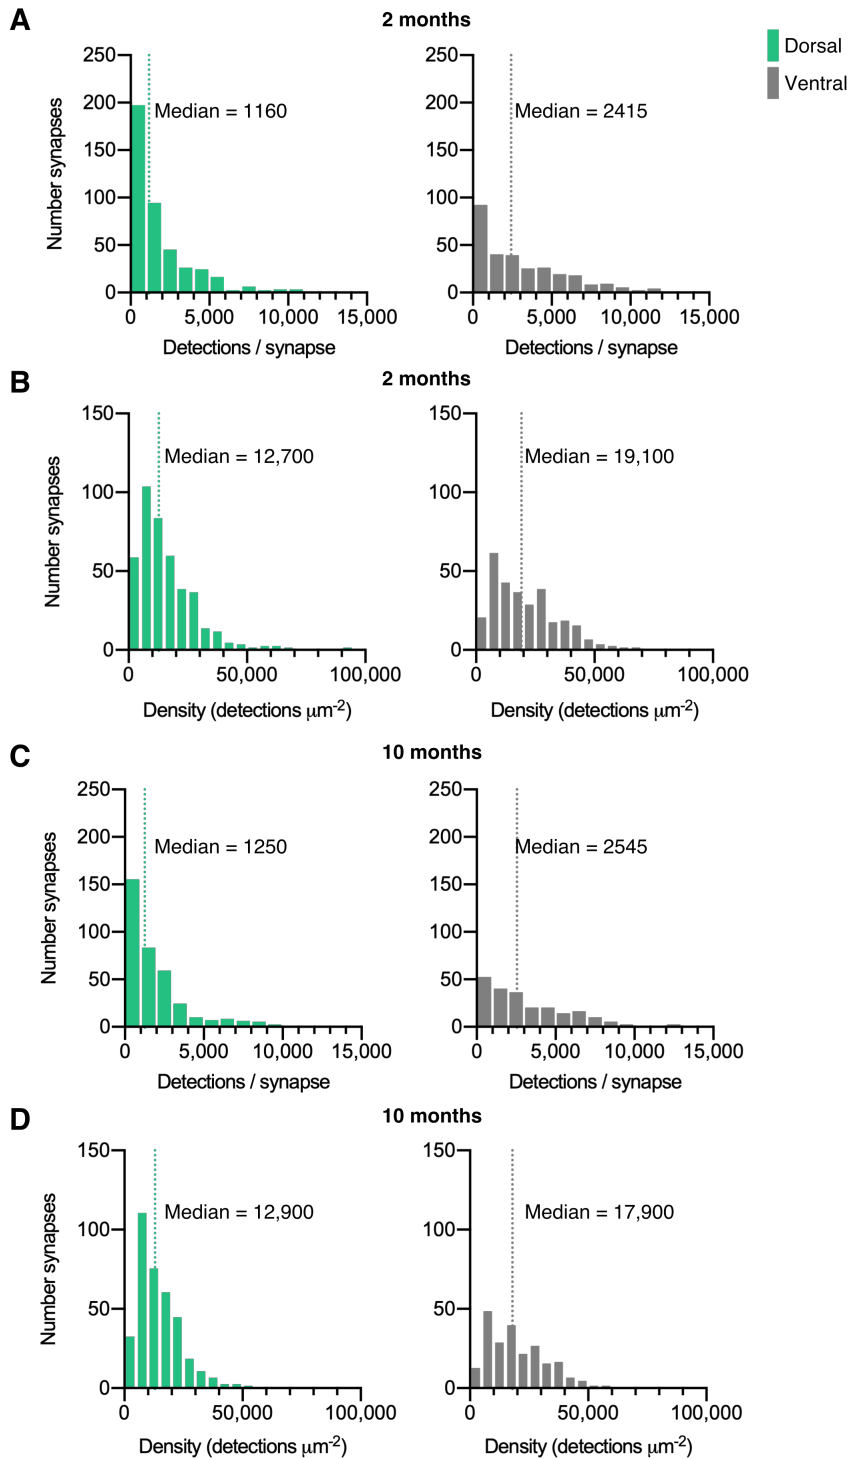 A
2 months
Dorsal
Ventral
250
200
150
100
50
0
Number synapses
Median = 1160
0 5,000 10,000 15,000
Detections / synapse
250
200
150
100
50
0
Median = 2415
0 5,000 10,000 15,000
Detections / synapse
B
2 months
150
100
50
0
Number synapses
Median = 12,700
0 50,000 100,000
Density (detections μm-2)
150
100
50
0
Median = 19,100
0 50,000 100,000
Density (detections μm-2)
C
10 months
250
200
150
100
50
0
Number synapses
Median = 1250
0 5,000 10,000 15,000
Detections / synapse
250
200
150
100
50
0
Median = 2545
0 5,000 10,000 15,000
Detections / synapse
D
10 months
150
100
50
0
Number synapses
Median = 12,900
0 50,000 100,000
Density (detections μm-2)
150
100
50
0
Median = 17,900
0 50,000 100,000
Density (detections μm-2)